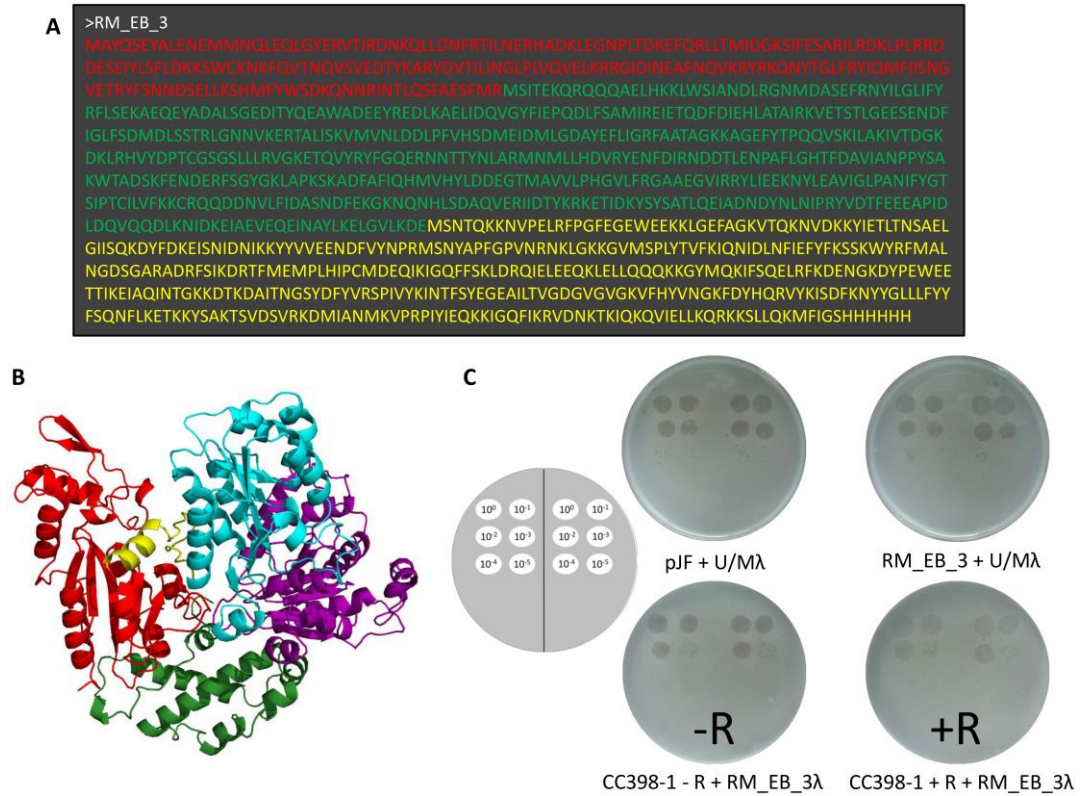 A
>RM_EB_3
MAYQSEYALENEMMNQLEQLGYERVTIRDNKQLLDNFRTILNERHADKLEGNPLTDKEFQRLLTMIDGKSIFESARILRDKLPLRRD
DESEIYLSFLDKKSWCKNKFQVTNQVSVEDTYKARYDVTILINGLPLVQVELKRRGIDINEAFNQVKRYRKQNYTGLFRYIQMFIISNG
VETRYFSNNDSELLKSHMFYWSDKQNNRINTLQSFAESFMRMSITEKQRQQQAELHKKLWSIANDLRGNMDASEFRNYILGLIFY
RFLSEKAEQEYADALSGEDITYQEAWADEEYREDLKAELIDQVGYFIEPQDLFSAMIREIETQDFDIEHLATAIRKVETSTLGEESENDF
IGLFSDMDLSSTRLGNNVKERTALISKVMVNLDDLPFVHSDMEIDMLGDAYEFLIGRFAATAGKKAGEFYTPQQVSKILAKIVTDGK
DKLRHVYDPTCGSGSLLLRVGKETQVYRYFGQERNNTTYNLARMNMLLHDVRYENFDIRNDDTLENPAFLGHTFDAVIANPPYSA
KWTADSKFENDERFSGYGKLAPKSKADFAFIQHMVHYLDDEGTMAVVLPHGVLFRGAAEGVIRRYLIEEKNYLEAVIGLPANIFYGT
SIPTCILVFKKCRQQDDNVLFIDASNDFEKGKNQNHLSDAQVERIIDTYKRKETIDKYSYSATLQEIADNDYNLNIPRYVDTFEEEAPID
LDQVQQDLKNIDKEIAEVEQEINAYLKELGVLKDEMSNTQKKNVPELRFPGFEGEWEEKKLGEFAGKVTQKNVDKKYIETLTNSAEL
GIISQKDYFDKEISNIDNIKKYYVVEENDFVYNPRMSNYAPFGPVNRNKLGKKGVMSPLYTVFKIQNIDLNFIEFYFKSSKWYRFMAL
NGDSGARADRFSIKDRTFMEMPLHIPCMDEQIKIGQFFSKLDRQIELEEQKLELLQQQKKGYMQKIFSQELRFKDENGKDYPEWEE
TTIKEIAQINTGKKDTKDAITNGSYDFYVRSPIVYKINTFSYEGEAILTVGDGVGVGKVFHYVNGKFDYHQRVYKISDFKNYYGLLLFYY
FSQNFLKETKKYSAKTSVDSVRKDMIANMKVPRPIYIEQKKIGQFIKRVDNKTKIQKQVIELLKQRKKSLLQKMFIGSHHHHHH
B
C
10⁰ 10⁻¹ 10⁰ 10⁻¹
10⁻² 10⁻³ 10⁻² 10⁻³
10⁻⁴ 10⁻⁵ 10⁻⁴ 10⁻⁵
pJF + U/Mλ
RM_EB_3 + U/Mλ
-R
+R
CC398-1 - R + RM_EB_3λ
CC398-1 + R + RM_EB_3λ